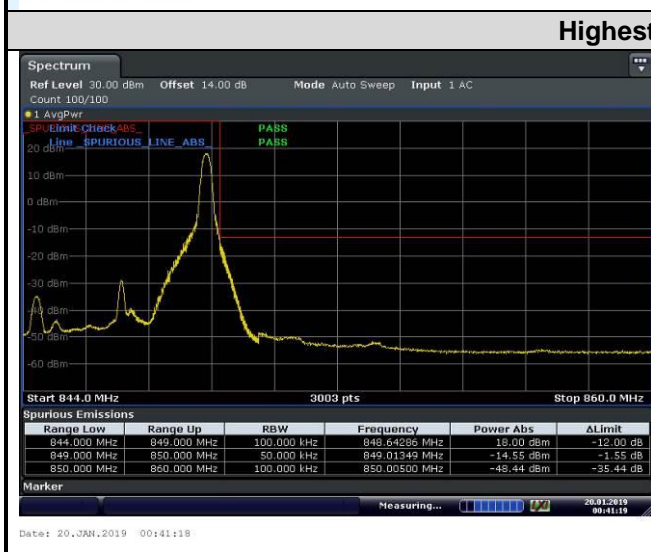 Highest
Spectrum
Ref Level 30.00 dBm Offset 14.00 dB Mode Auto Sweep Input 1 AC
Count 100/100
1 AvgPwr
Limit Check PASS
Line _SPURIOUS_LINE_ABS_ PASS
20 dBm
10 dBm
0 dBm
-10 dBm
-20 dBm
-30 dBm
-40 dBm
-50 dBm
-60 dBm
Start 844.0 MHz 3003 pts Stop 860.0 MHz
Spurious Emissions
Range Low Range Up RBW Frequency Power Abs ΔLimit
844.000 MHz 849.000 MHz 100.000 kHz 848.64286 MHz 18.00 dBm -12.00 dB
849.000 MHz 850.000 MHz 50.000 kHz 849.01349 MHz -14.55 dBm -1.55 dB
850.000 MHz 860.000 MHz 100.000 kHz 850.00500 MHz -48.44 dBm -35.44 dB
Marker
Measuring... 20.01.2019
00:41:19
Date: 20.JAN.2019 00:41:18